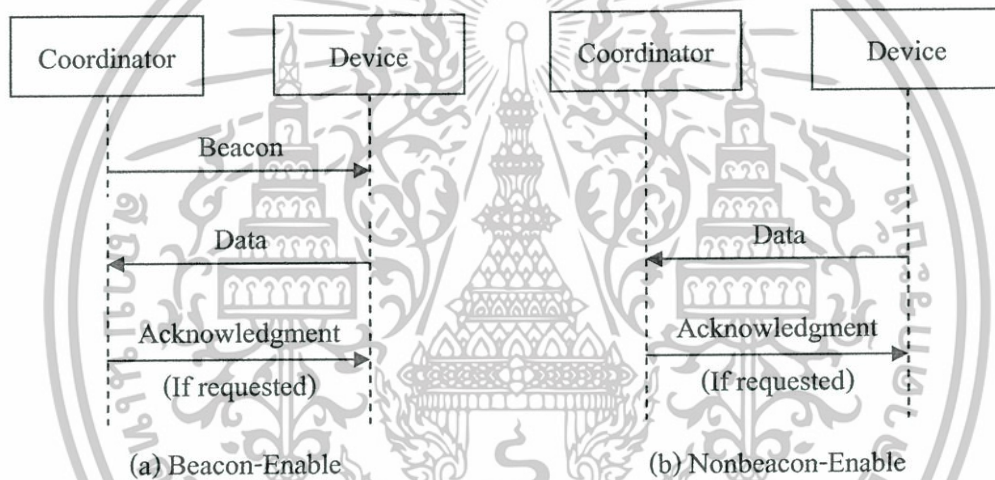 Coordinator
Device
Beacon
Data
Acknowledgment
(If requested)
(a) Beacon-Enable
Coordinator
Device
Data
Acknowledgment
(If requested)
(b) Nonbeacon-Enable